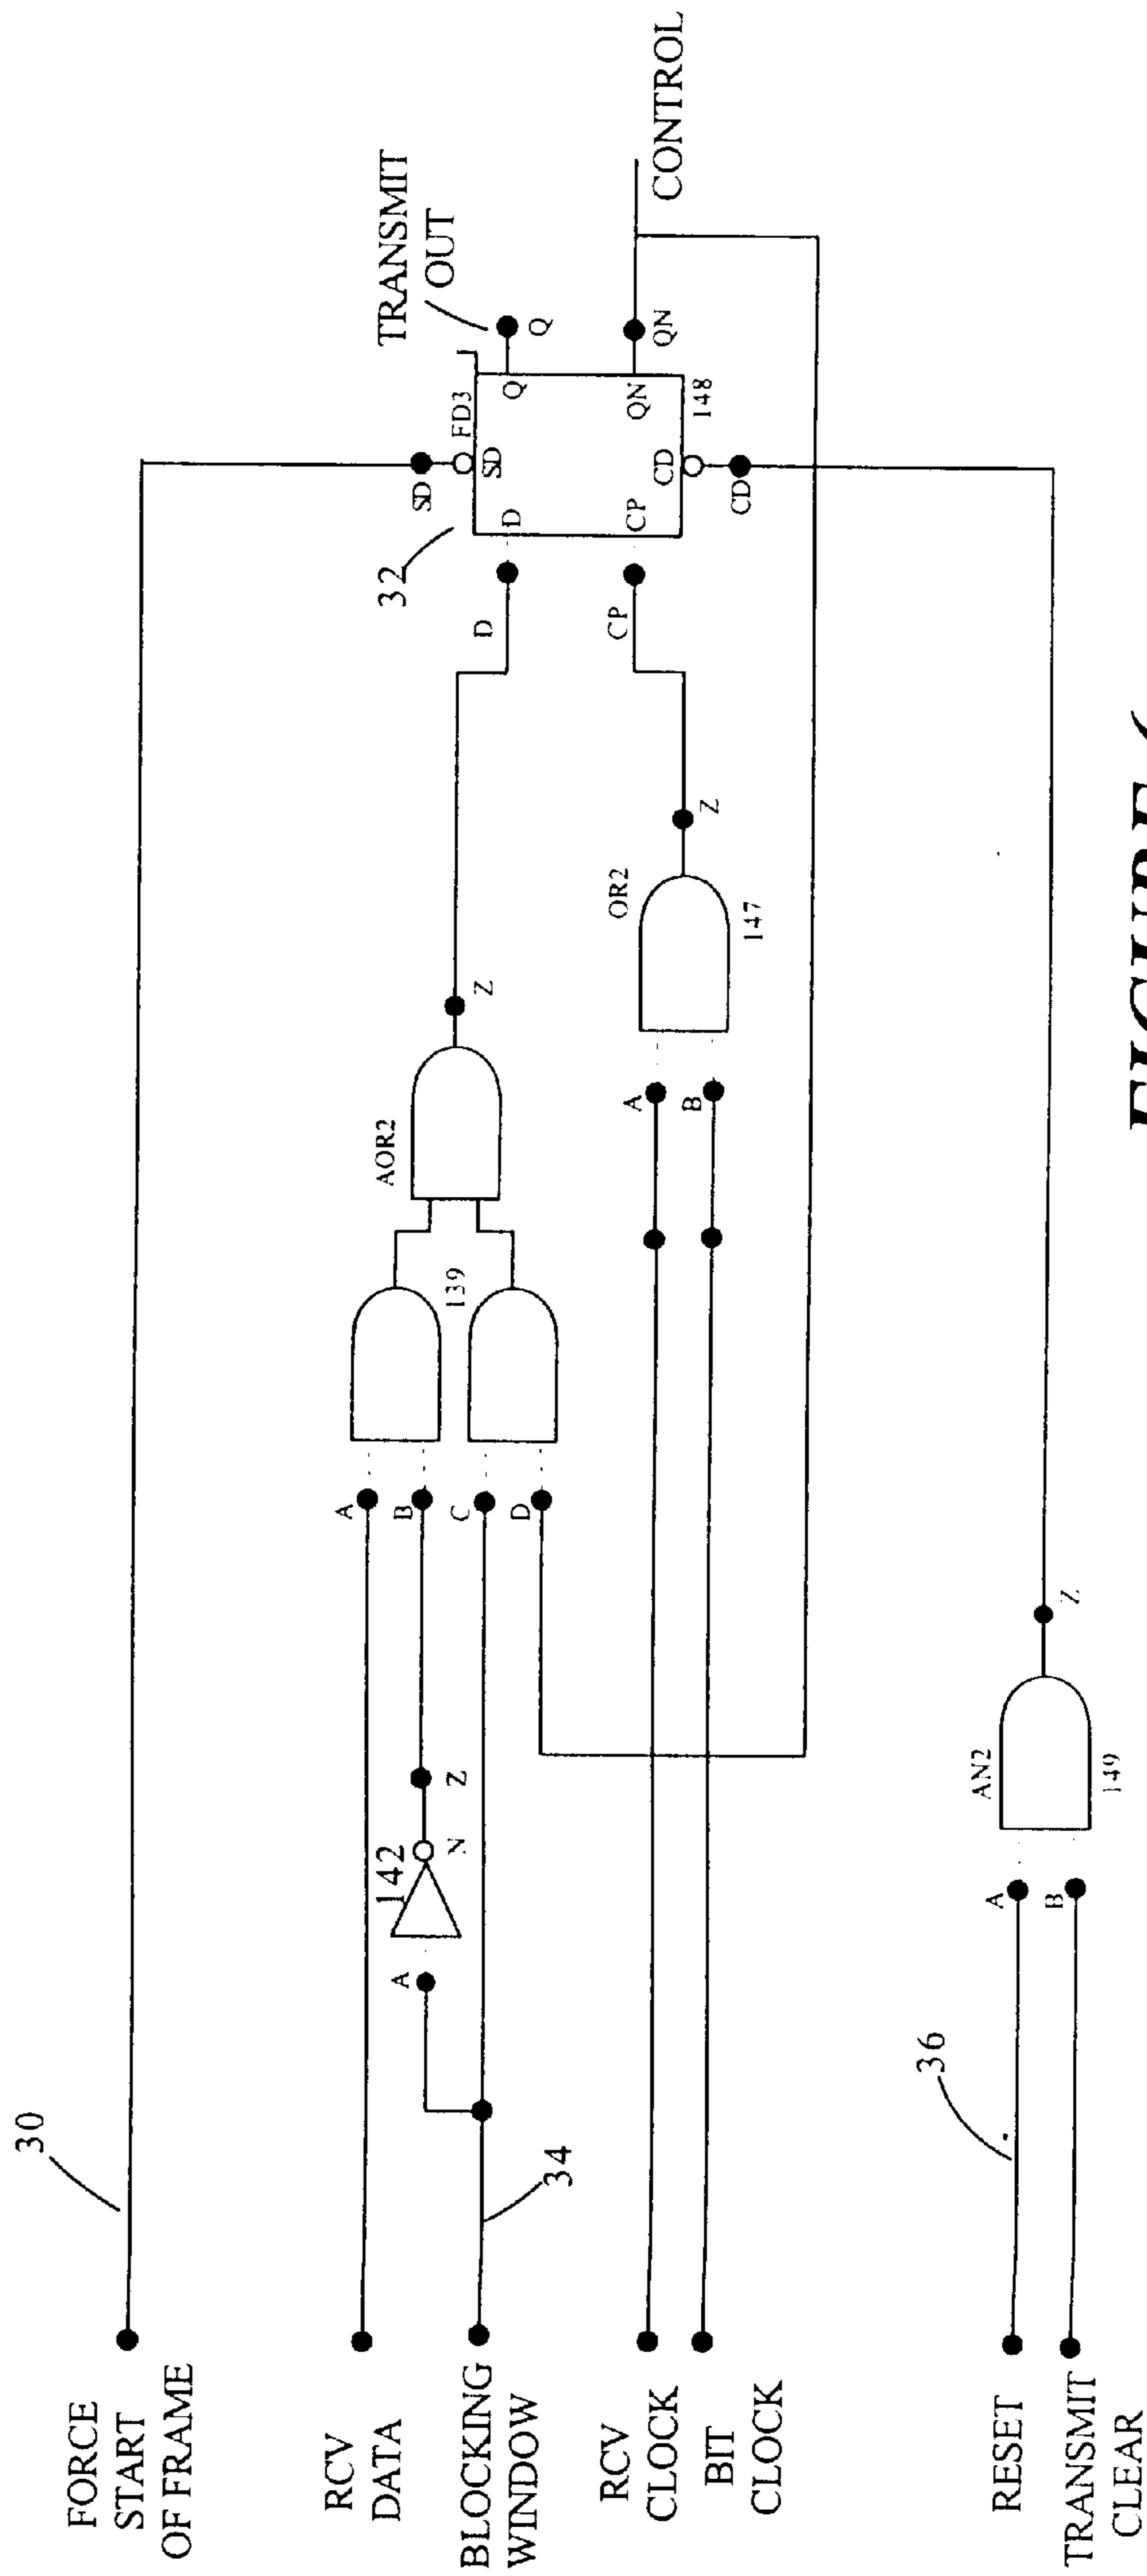 30
FORCE
START
OF FRAME
TRANSMIT
OUT
SD
SD
FD3
32
D
D
Q
Q
CP
CP
QN
QN
CONTROL
CD
CD
148
RCV
DATA
A
142
A
N
Z
B
139
AOR2
Z
BLOCKING
WINDOW
34
C
D
RCV
CLOCK
A
OR2
Z
BIT
CLOCK
B
147
RESET
36
A
AN2
Z
TRANSMIT
CLEAR
B
149